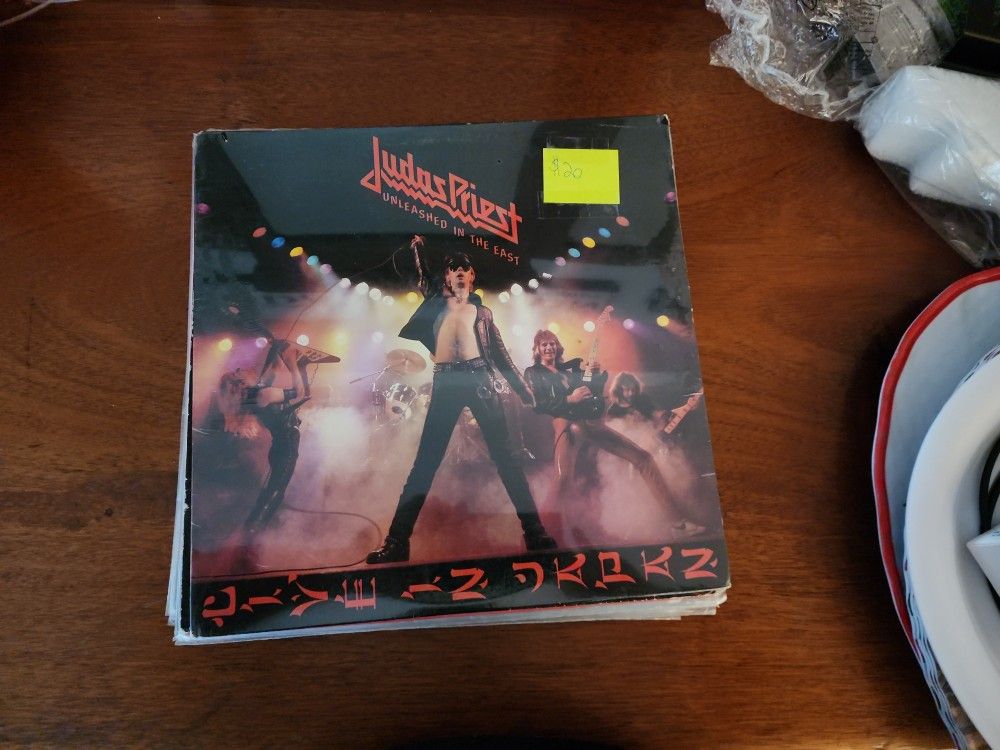 Judas Priest
UNLEASHED IN THE EAST
$20
LIVE IN JAPAN